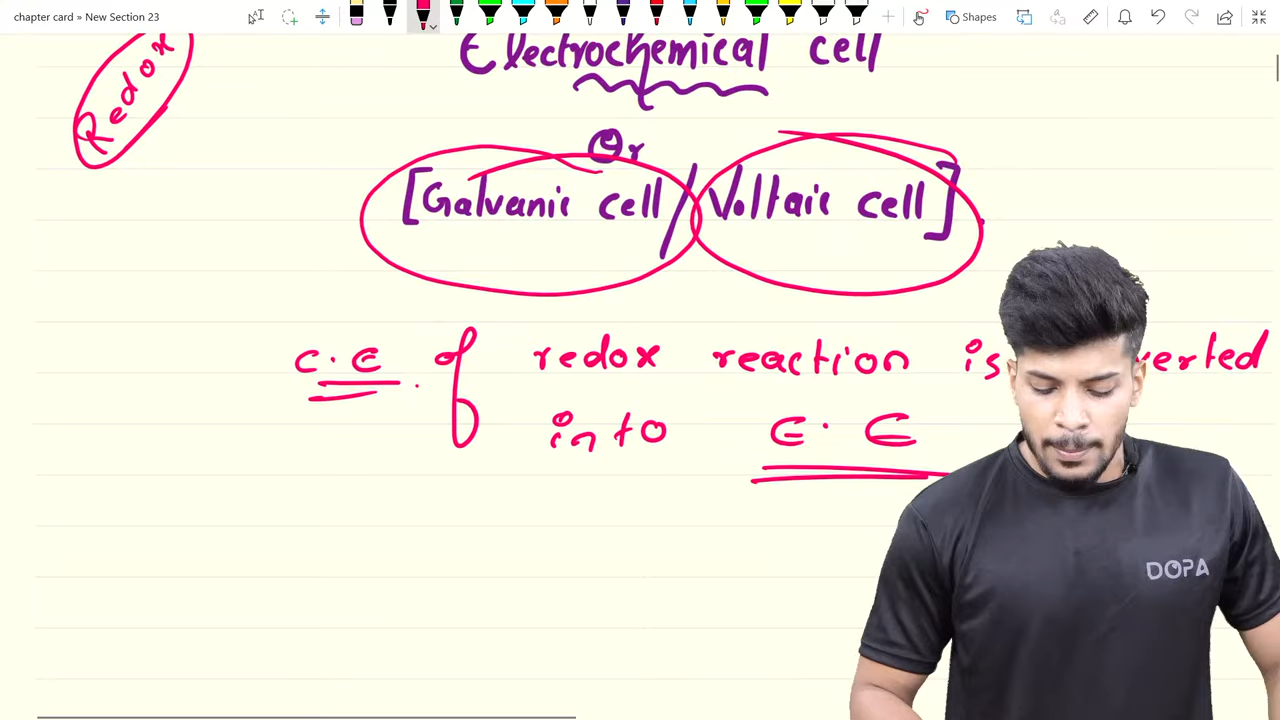 chapter card » New Section 23
Shapes
Electrochemical cell
Redox
Or
[Galvanic cell / Voltaic cell]
C.E of redox reaction is verted
into E.E
DOPA